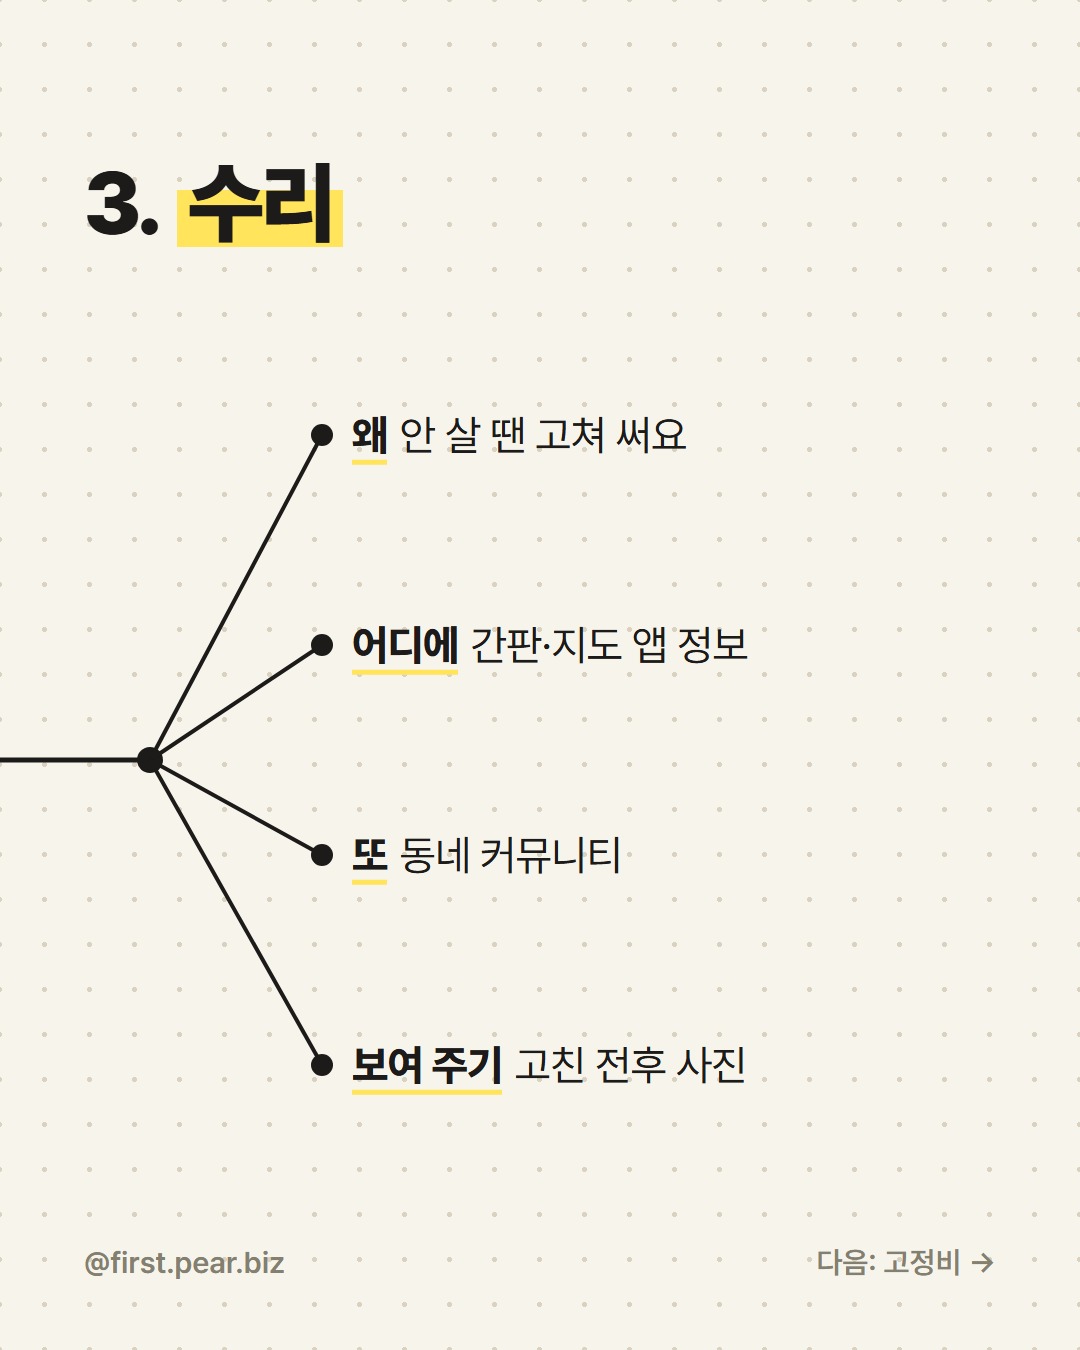 3. 수리
왜 안 살 땐 고쳐 써요
어디에 간판·지도 앱 정보
또 동네 커뮤니티
보여 주기 고친 전후 사진
@first.pear.biz
다음: 고정비 →